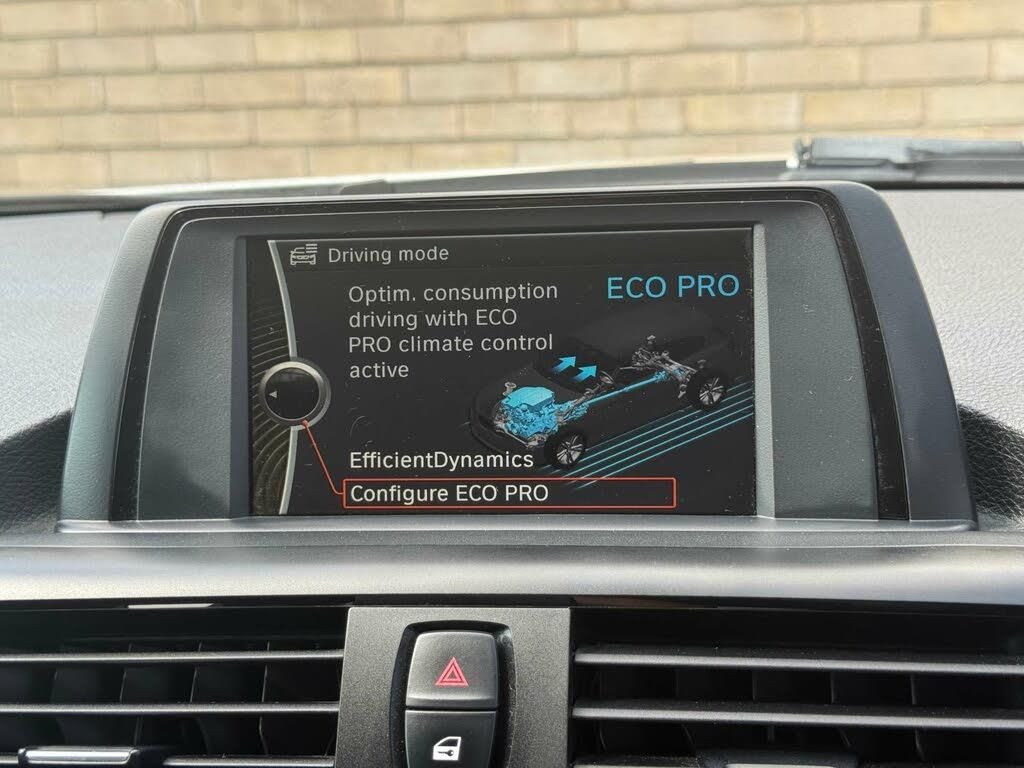 Driving mode
Optim. consumption
driving with ECO
PRO climate control
active
ECO PRO
EfficientDynamics
Configure ECO PRO